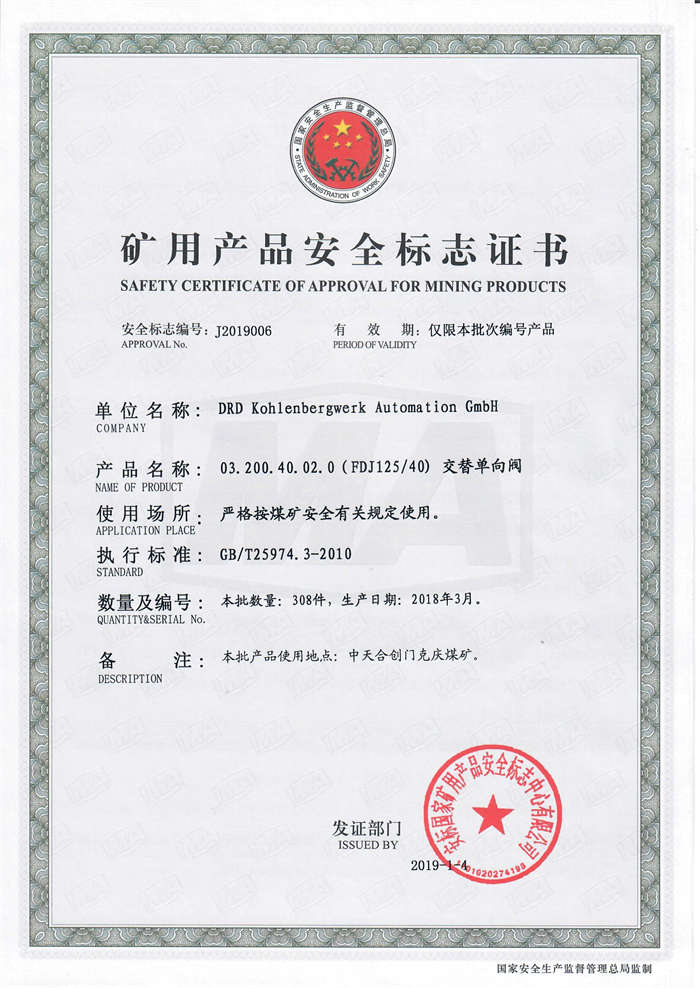 国家安全生产监督管理总局
STATE ADMINISTRATION OF WORK SAFETY
矿用产品安全标志证书
SAFETY CERTIFICATE OF APPROVAL FOR MINING PRODUCTS
安全标志编号: J2019006 有 效 期: 仅限本批次编号产品
APPROVAL No. PERIOD OF VALIDITY
单位名称: DRD Kohlenbergwerk Automation GmbH
COMPANY
产品名称: 03.200.40.02.0 (FDJ125/40) 交替单向阀
NAME OF PRODUCT
使用场所: 严格按煤矿安全有关规定使用。
APPLICATION PLACE
执行标准: GB/T25974.3-2010
STANDARD
数量及编号: 本批数量: 308件, 生产日期: 2018年3月。
QUANTITY&SERIAL No.
备 注: 本批产品使用地点: 中天合创门克庆煤矿。
DESCRIPTION
MA
安标国家矿用产品安全标志中心有限公司
发证部门
ISSUED BY
2019-1-4
国家安全生产监督管理总局监制